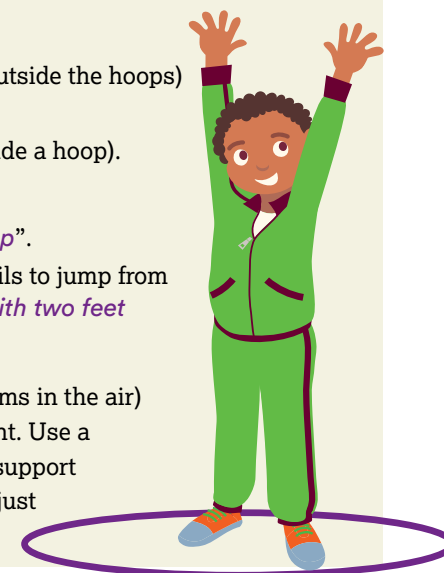 utside the hoops)
de a hoop).
p”.
ils to jump from
ith two feet
ms in the air)
nt. Use a
support
just